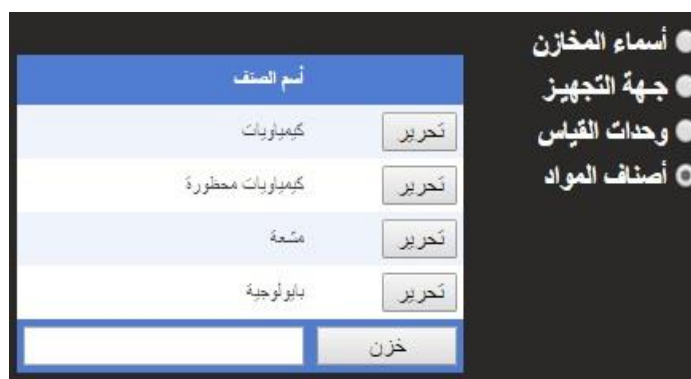 أسماء المخازن
جهة التجهيز
وحدات القياس
أصناف المواد
أسم الصنف
تحرير كيمياويات
تحرير كيمياويات محظورة
تحرير مشعة
تحرير بايولوجية
خزن